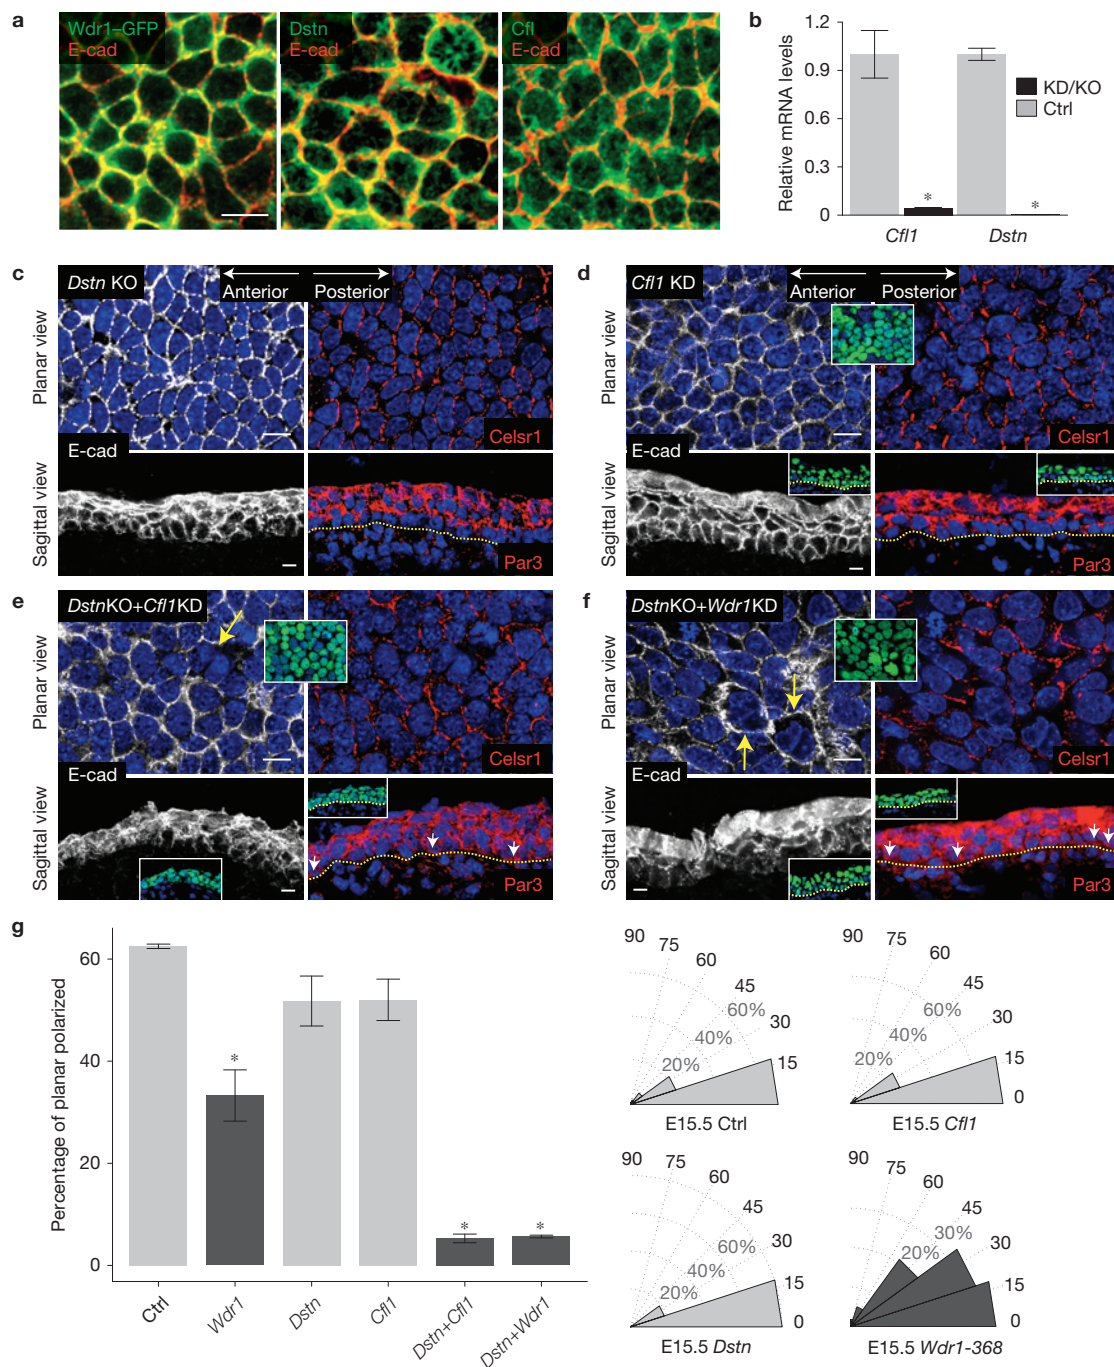 a
Wdr1–GFP
E-cad
Dstn
E-cad
Cfl
E-cad
b
Relative mRNA levels
1.2
0.9
0.6
0.3
0
*
*
KD/KO
Ctrl
Cfl1
Dstn
c
Dstn KO
Anterior
Posterior
Planar view
Celsr1
E-cad
Sagittal view
Par3
d
Cfl1 KD
Anterior
Posterior
Planar view
Celsr1
E-cad
Sagittal view
Par3
e
DstnKO+Cfl1KD
Planar view
Celsr1
E-cad
Sagittal view
Par3
f
DstnKO+Wdr1KD
Planar view
Celsr1
E-cad
Sagittal view
Par3
g
Percentage of planar polarized
60
40
20
0
*
*
*
Ctrl
Wdr1
Dstn
Cfl1
Dstn+Cfl1
Dstn+Wdr1
90
75
60
45
30
15
0
60%
40%
20%
E15.5 Ctrl
90
75
60
45
30
15
0
60%
40%
20%
E15.5 Cfl1
90
75
60
45
30
15
0
60%
40%
20%
E15.5 Dstn
90
75
60
45
30
15
0
30%
20%
E15.5 Wdr1-368